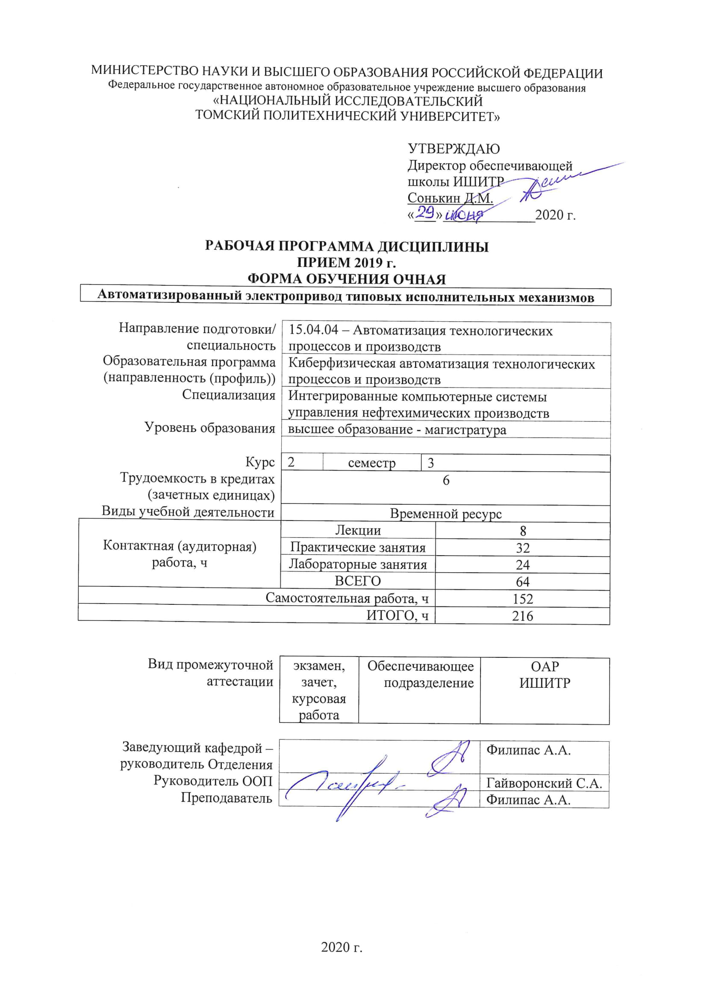 МИНИСТЕРСТВО НАУКИ И ВЫСШЕГО ОБРАЗОВАНИЯ РОССИЙСКОЙ ФЕДЕРАЦИИ
Федеральное государственное автономное образовательное учреждение высшего образования
«НАЦИОНАЛЬНЫЙ ИССЛЕДОВАТЕЛЬСКИЙ
ТОМСКИЙ ПОЛИТЕХНИЧЕСКИЙ УНИВЕРСИТЕТ»
УТВЕРЖДАЮ
Директор обеспечивающей
школы ИШИТР
Сонькин Д.М.
«29» июня 2020 г.
РАБОЧАЯ ПРОГРАММА ДИСЦИПЛИНЫ
ПРИЕМ 2019 г.
ФОРМА ОБУЧЕНИЯ ОЧНАЯ
Автоматизированный электропривод типовых исполнительных механизмов
Направление подготовки/ 15.04.04 – Автоматизация технологических
специальность процессов и производств
Образовательная программа Киберфизическая автоматизация технологических
(направленность (профиль)) процессов и производств
Специализация Интегрированные компьютерные системы
управления нефтехимических производств
Уровень образования высшее образование - магистратура
Курс 2 семестр 3
Трудоемкость в кредитах 6
(зачетных единицах)
Виды учебной деятельности Временной ресурс
Лекции 8
Контактная (аудиторная) Практические занятия 32
работа, ч Лабораторные занятия 24
ВСЕГО 64
Самостоятельная работа, ч 152
ИТОГО, ч 216
Вид промежуточной экзамен, Обеспечивающее ОАР
аттестации зачет, подразделение ИШИТР
курсовая
работа
Заведующий кафедрой – Филипас А.А.
руководитель Отделения
Руководитель ООП Гайворонский С.А.
Преподаватель Филипас А.А.
2020 г.